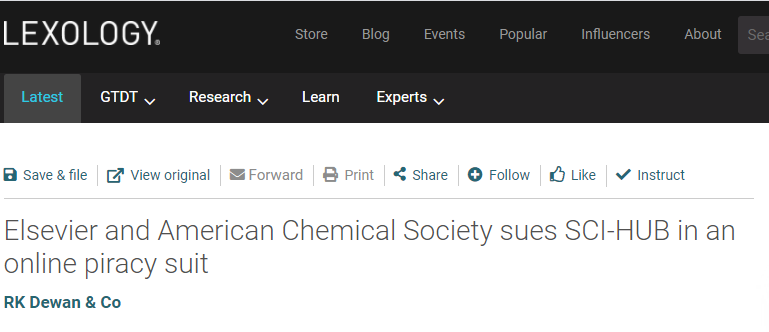 LEXOLOGY.
Store Blog Events Popular Influencers About Sea
Latest GTDT Research Learn Experts
Save & file View original Forward Print Share Follow Like Instruct
Elsevier and American Chemical Society sues SCI-HUB in an
online piracy suit
RK Dewan & Co